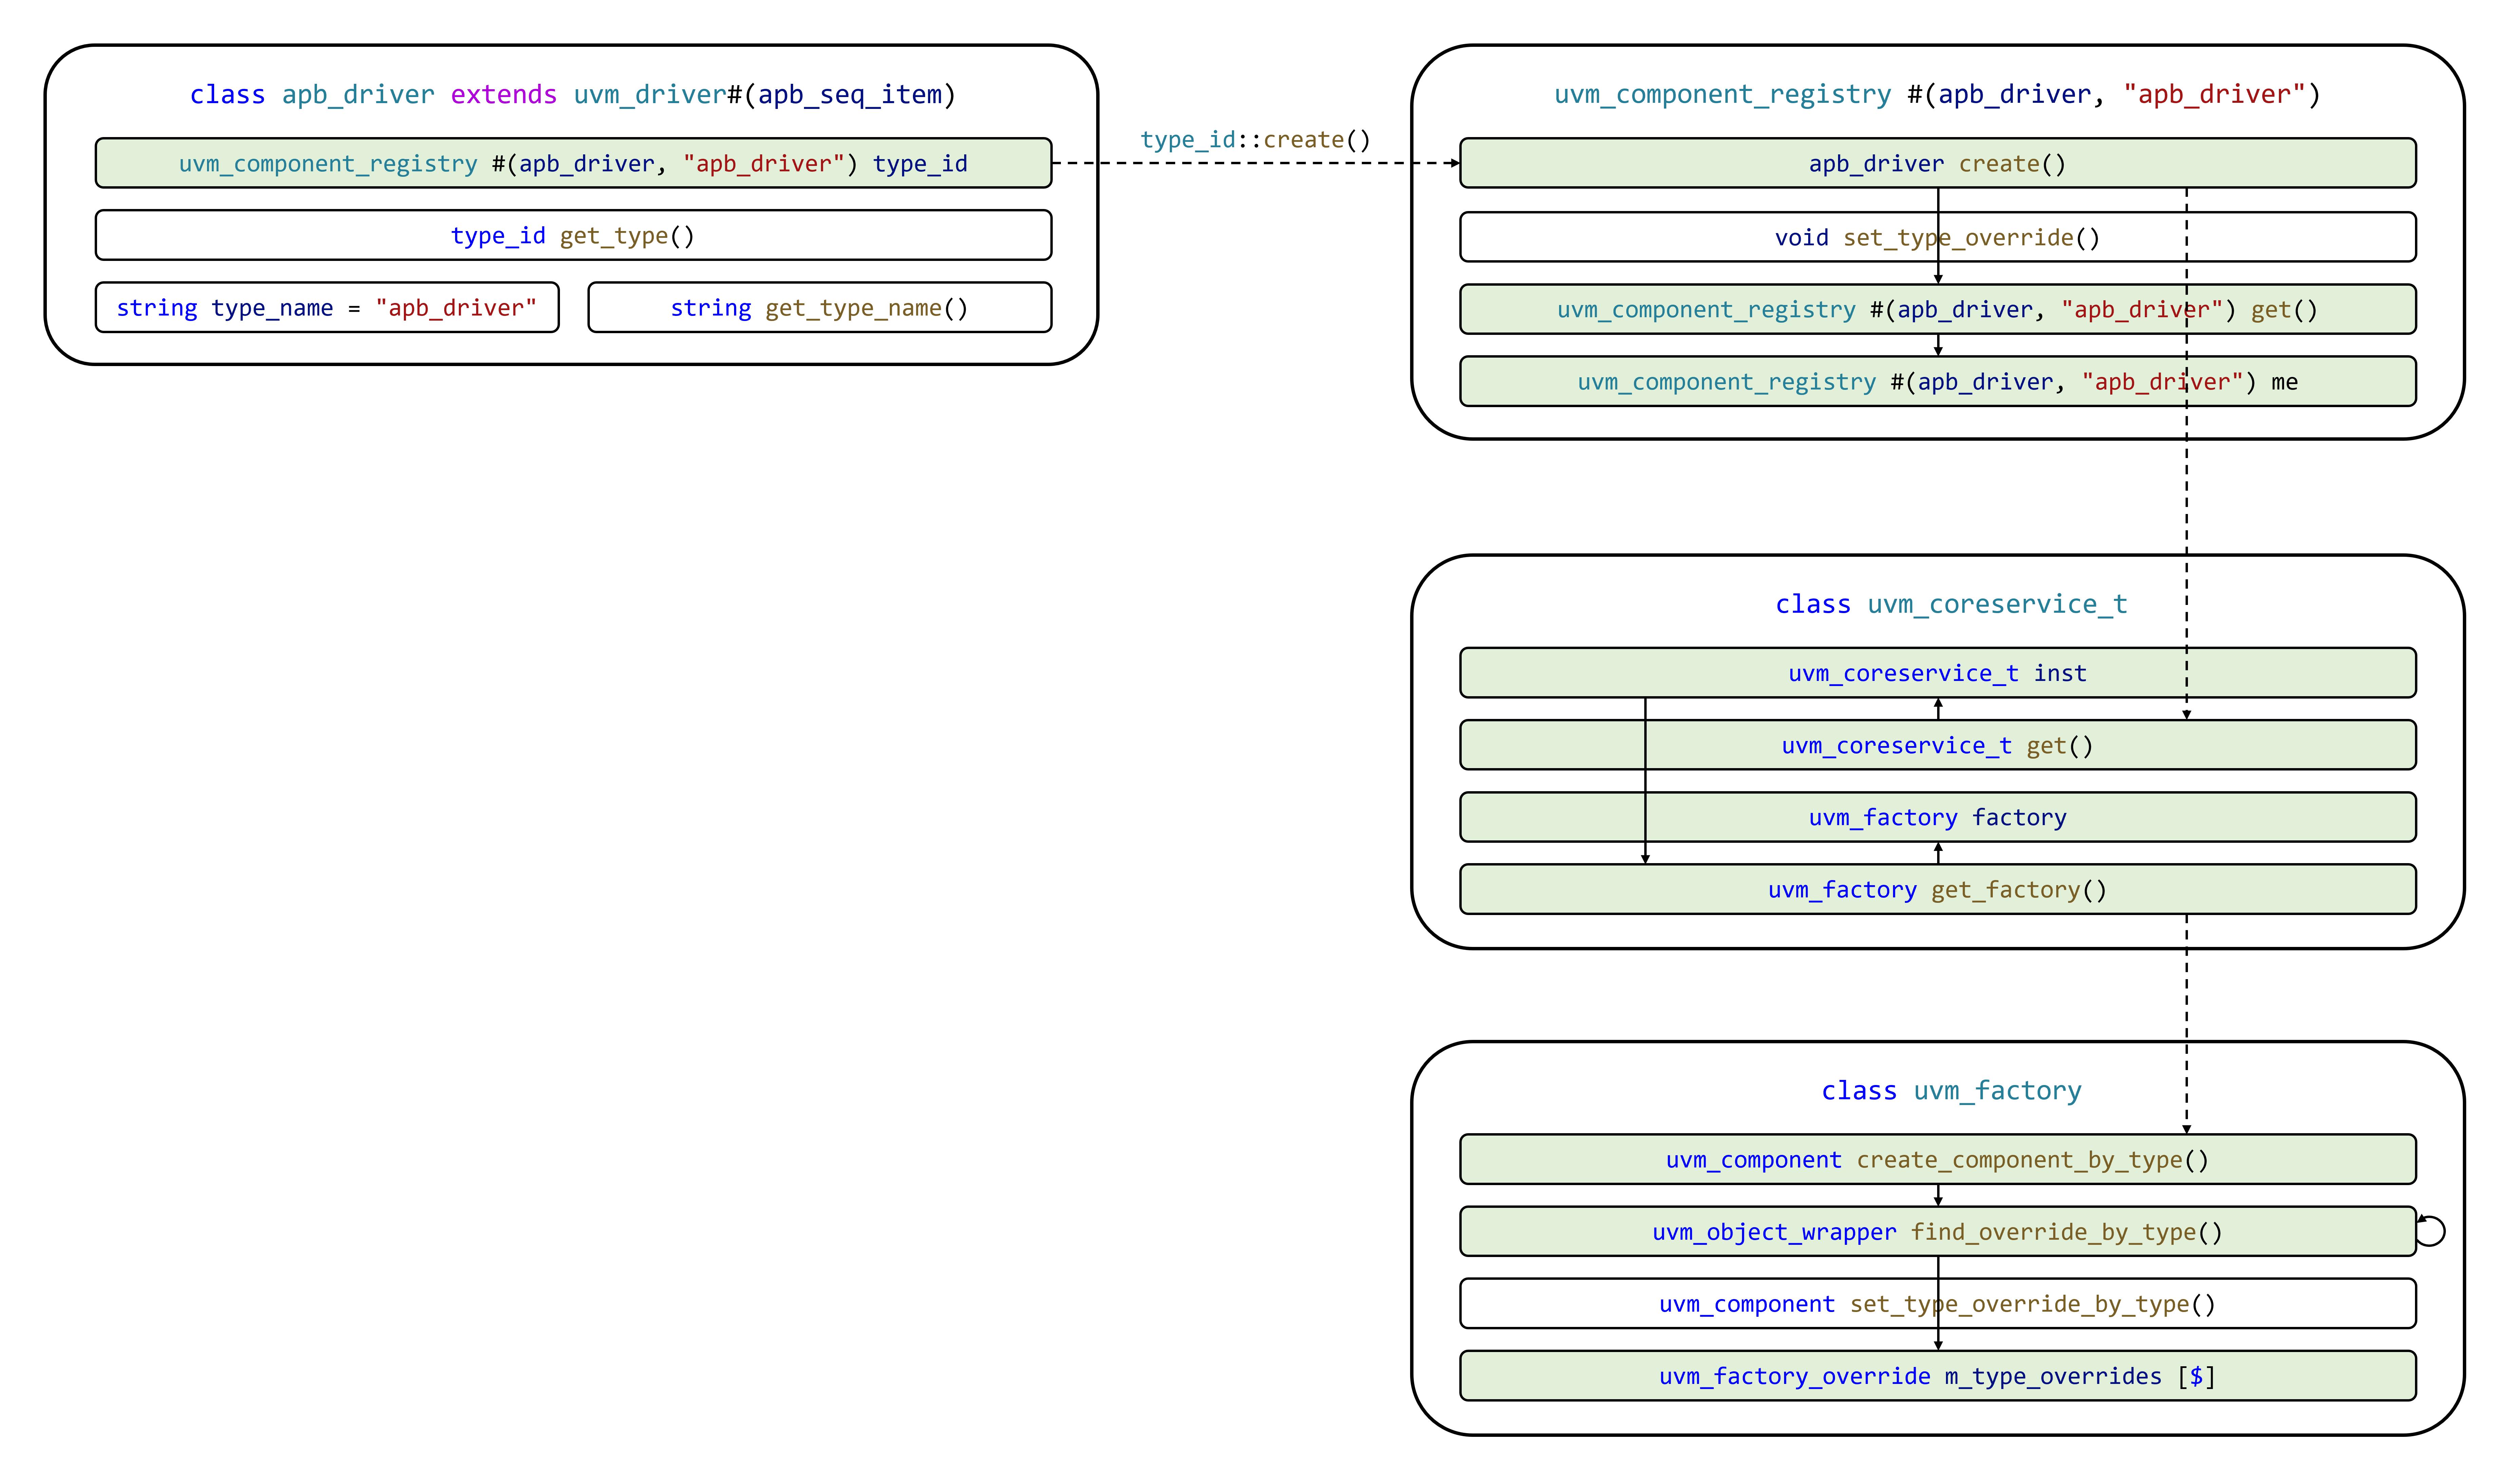 class apb_driver extends uvm_driver#(apb_seq_item)
uvm_component_registry #(apb_driver, "apb_driver") type_id
type_id get_type()
string type_name = "apb_driver"
string get_type_name()
type_id::create()
uvm_component_registry #(apb_driver, "apb_driver")
apb_driver create()
void set_type_override()
uvm_component_registry #(apb_driver, "apb_driver") get()
uvm_component_registry #(apb_driver, "apb_driver") me
class uvm_coreservice_t
uvm_coreservice_t inst
uvm_coreservice_t get()
uvm_factory factory
uvm_factory get_factory()
class uvm_factory
uvm_component create_component_by_type()
uvm_object_wrapper find_override_by_type()
uvm_component set_type_override_by_type()
uvm_factory_override m_type_overrides [$]